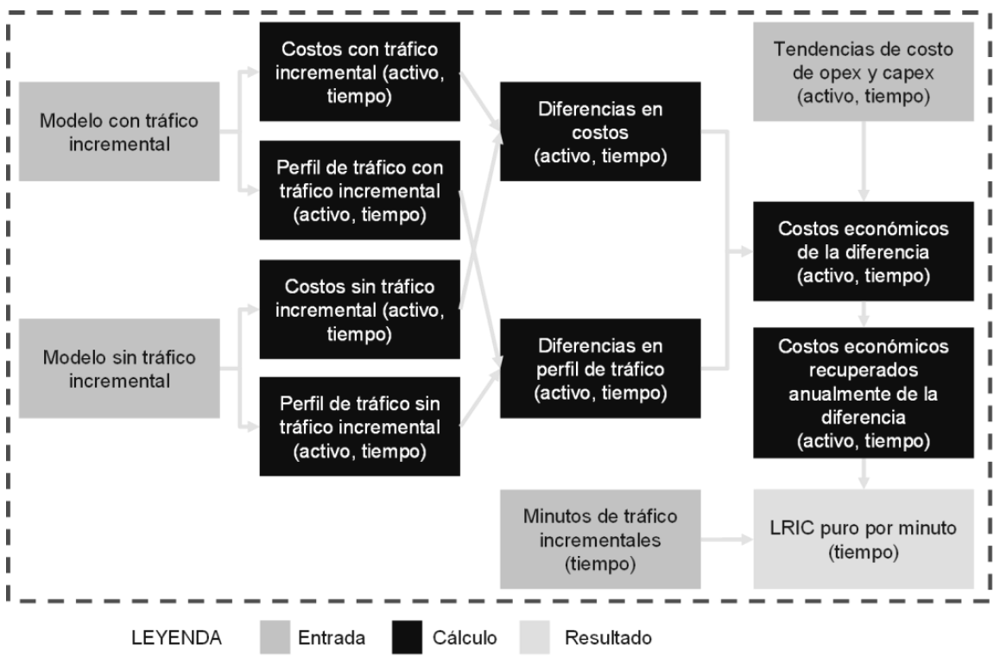 Modelo con tráfico
incremental
Modelo sin tráfico
incremental
Costos con tráfico
incremental (activo,
tiempo)
Perfil de tráfico con
tráfico incremental
(activo, tiempo)
Costos sin tráfico
incremental (activo,
tiempo)
Perfil de tráfico sin
tráfico incremental
(activo, tiempo)
Diferencias en
costos
(activo, tiempo)
Diferencias en
perfil de tráfico
(activo, tiempo)
Minutos de tráfico
incrementales
(tiempo)
Tendencias de costo
de opex y capex
(activo, tiempo)
Costos económicos
de la diferencia
(activo, tiempo)
Costos económicos
recuperados
anualmente de la
diferencia
(activo, tiempo)
LRIC puro por minuto
(tiempo)
LEYENDA
Entrada
Cálculo
Resultado